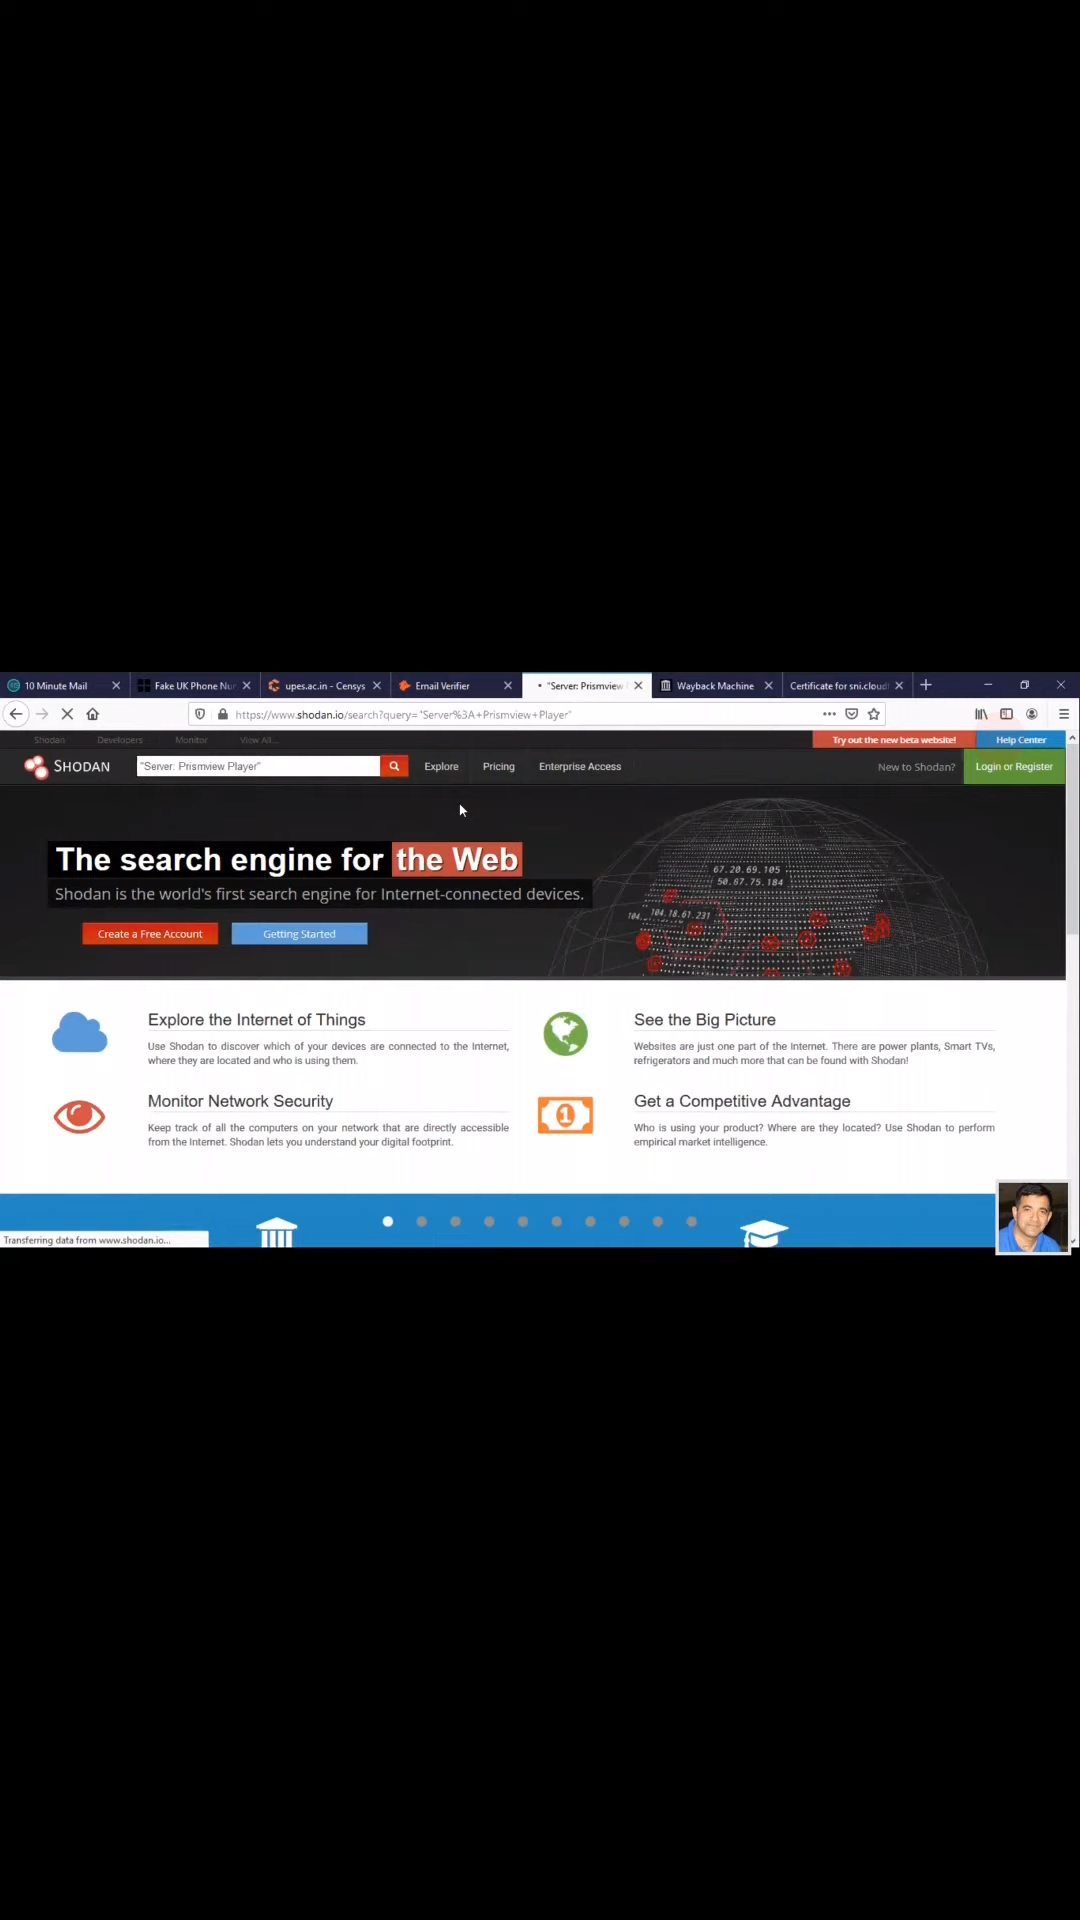 10 Minute Mail
Fake UK Phone Nu
upes.ac.in - Censys
Email Verifier
"Server: Prismview
Wayback Machine
Certificate for sni.cloud
https://www.shodan.io/search?query="Server%3A+Prismview+Player"
Shodan
Developers
Monitor
View All...
Try out the new beta website!
Help Center
SHODAN
"Server: Prismview Player"
Explore
Pricing
Enterprise Access
New to Shodan?
Login or Register
The search engine for the Web
Shodan is the world's first search engine for Internet-connected devices.
Create a Free Account
Getting Started
67.20.69.105
50.67.75.184
104.
104.18.61.231
Explore the Internet of Things
Use Shodan to discover which of your devices are connected to the Internet,
where they are located and who is using them.
See the Big Picture
Websites are just one part of the Internet. There are power plants, Smart TVs,
refrigerators and much more that can be found with Shodan!
Monitor Network Security
Keep track of all the computers on your network that are directly accessible
from the Internet. Shodan lets you understand your digital footprint.
1
Get a Competitive Advantage
Who is using your product? Where are they located? Use Shodan to perform
empirical market intelligence.
Transferring data from www.shodan.io...